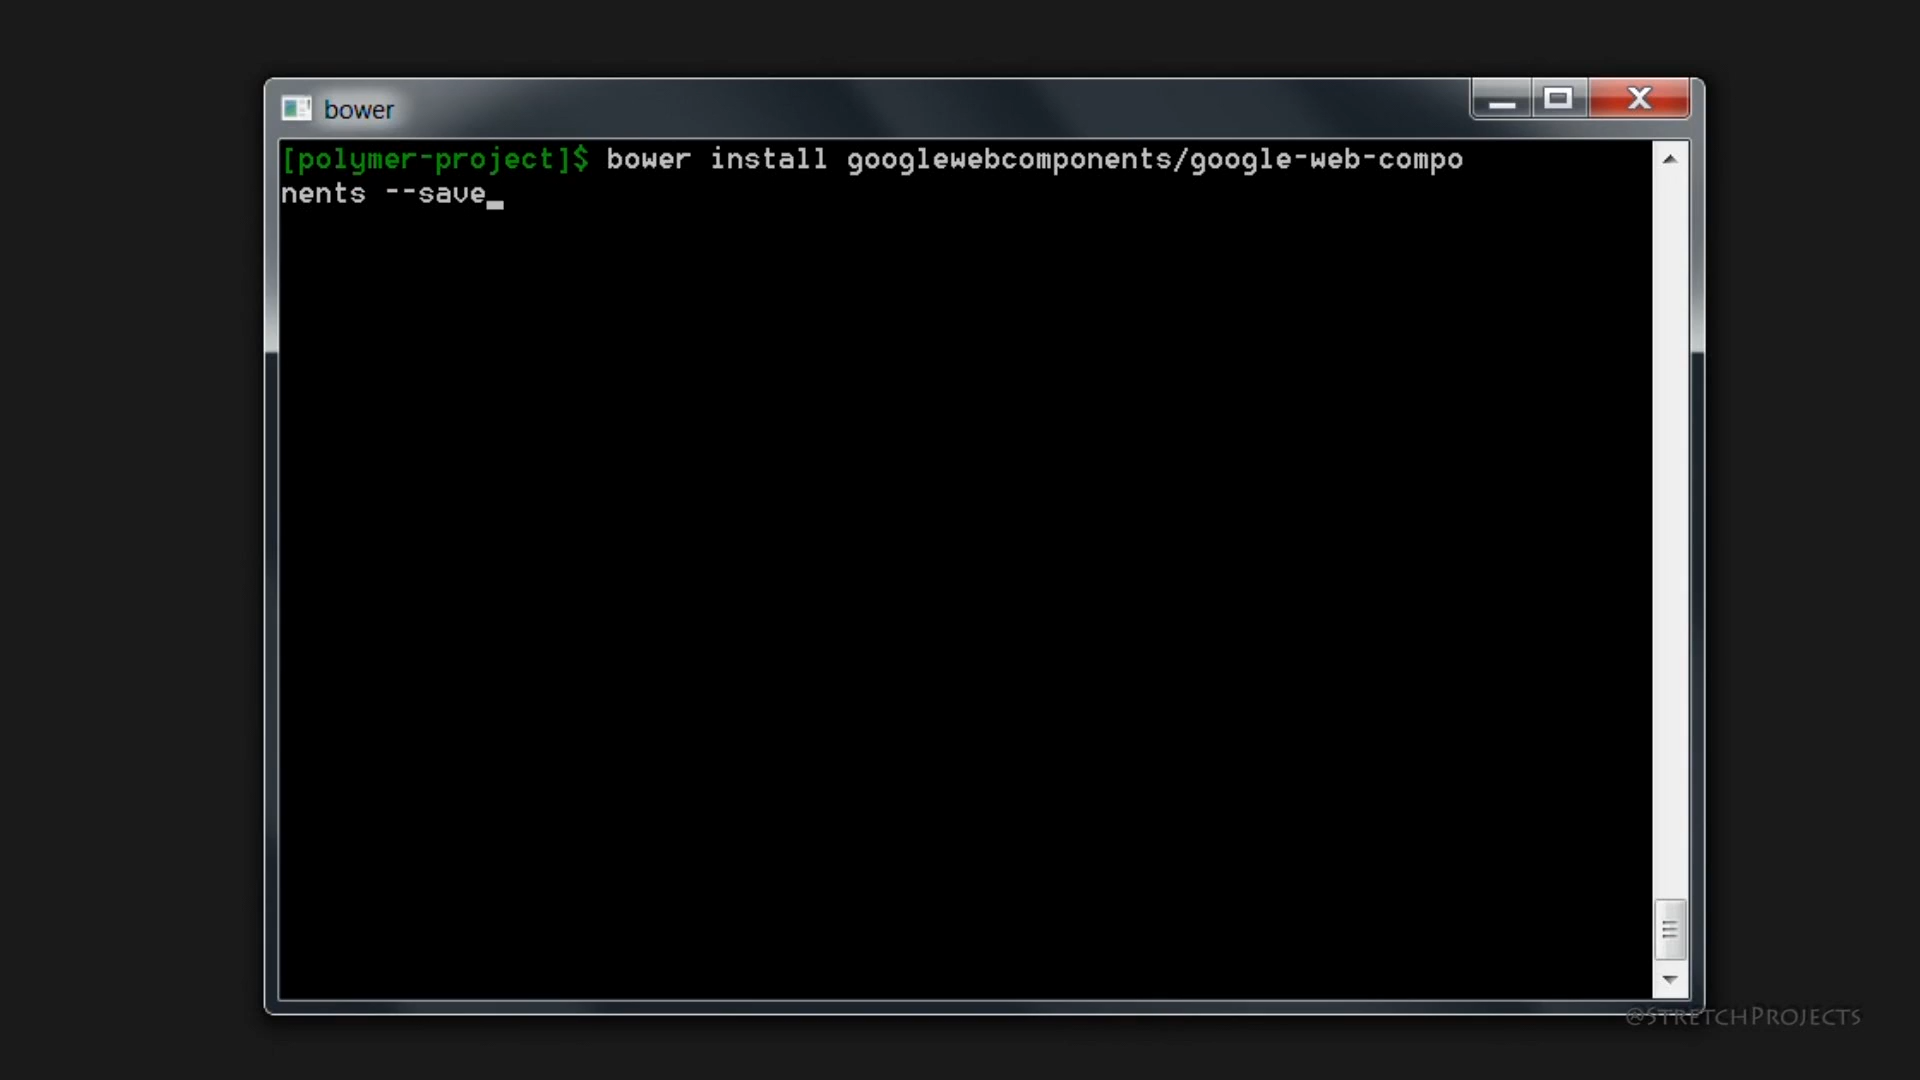 bower
[polymer-project]$ bower install googlewebcomponents/google-web-compo
nents --save
@StretchProjects